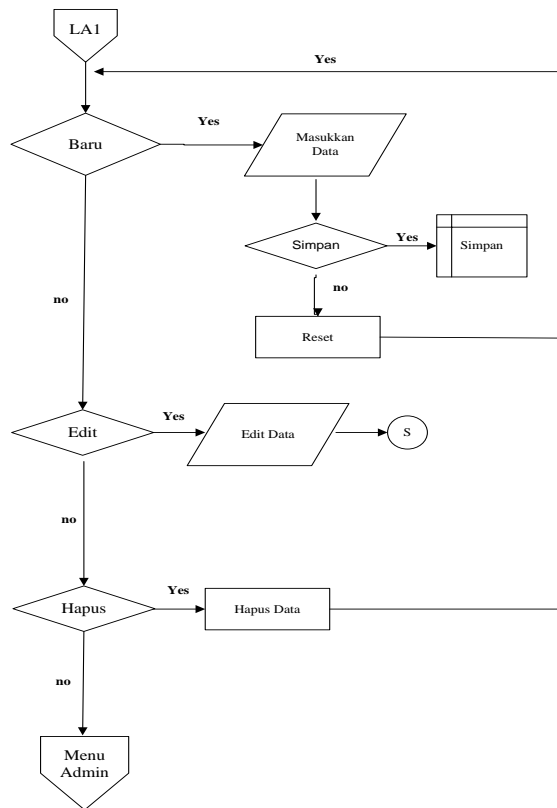 LA1
Yes
Baru
Yes
Masukkan
Data
Simpan
Yes
Simpan
no
no
Reset
Edit
Yes
Edit Data
S
no
Hapus
Yes
Hapus Data
no
Menu
Admin